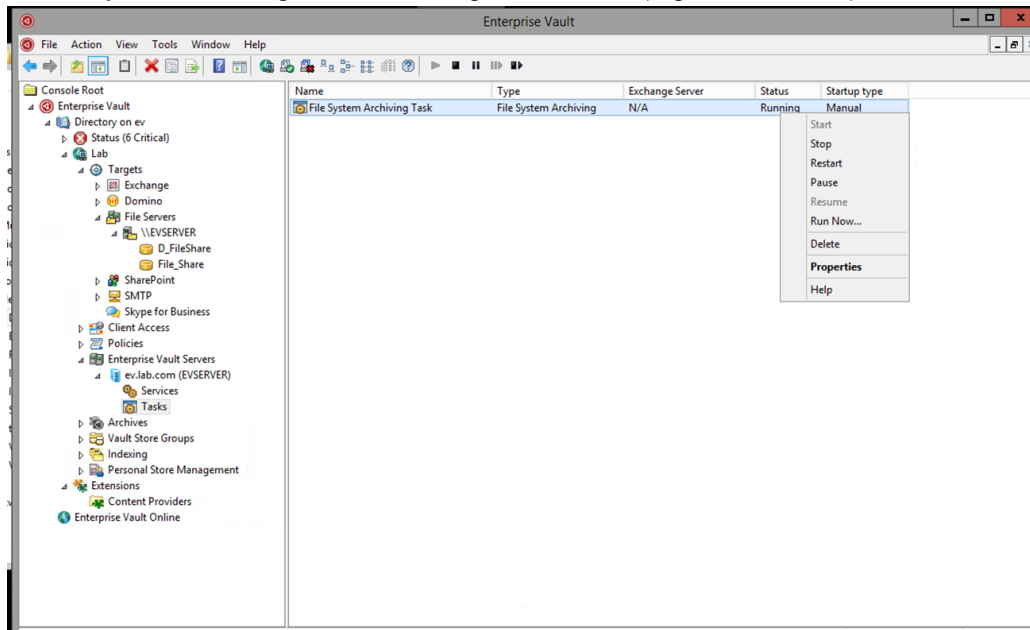 Enterprise Vault
File Action View Tools Window Help
Console Root
Enterprise Vault
Directory on ev
Status (6 Critical)
Lab
Targets
Exchange
Domino
File Servers
\\EVSERVER
D_FileShare
File_Share
SharePoint
SMTP
Skype for Business
Client Access
Policies
Enterprise Vault Servers
ev.lab.com (EVSERVER)
Services
Tasks
Archives
Vault Store Groups
Indexing
Personal Store Management
Extensions
Content Providers
Enterprise Vault Online
Name Type Exchange Server Status Startup type
File System Archiving Task File System Archiving N/A Running Manual
Start
Stop
Restart
Pause
Resume
Run Now...
Delete
Properties
Help